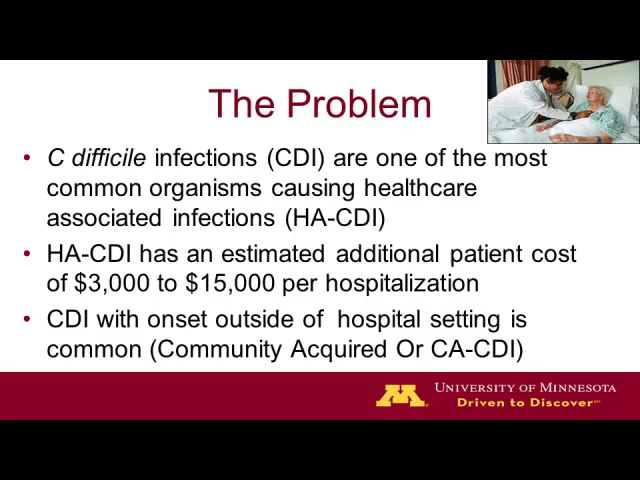 The Problem
• C difficile infections (CDI) are one of the most
common organisms causing healthcare
associated infections (HA-CDI)
• HA-CDI has an estimated additional patient cost
of $3,000 to $15,000 per hospitalization
• CDI with onset outside of hospital setting is
common (Community Acquired Or CA-CDI)
M
UNIVERSITY OF MINNESOTA
Driven to Discover